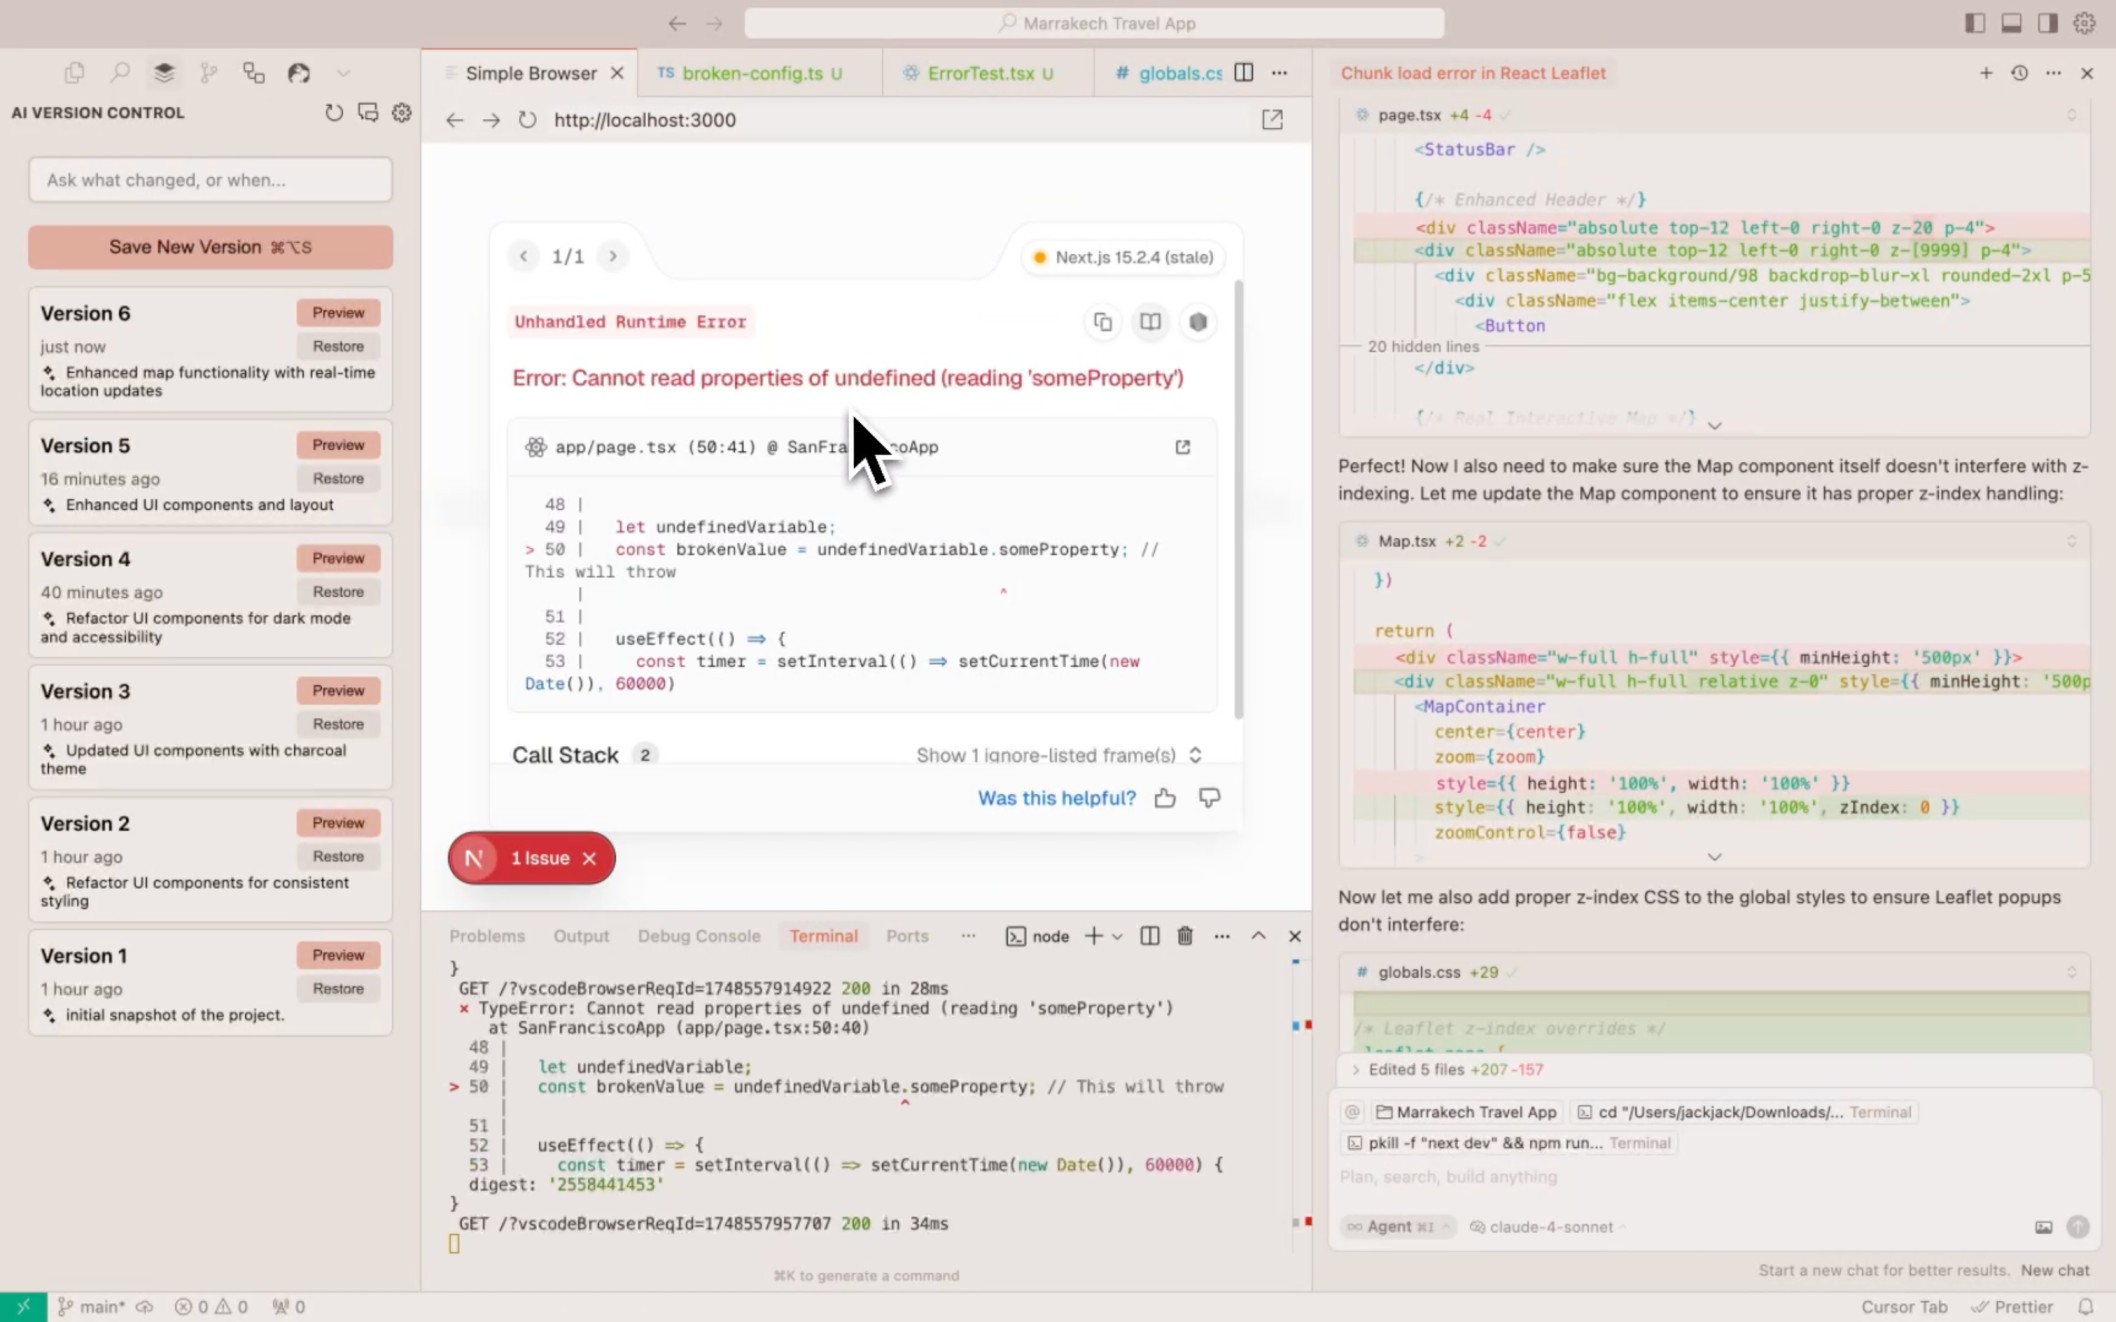 Marrakech Travel App
AI VERSION CONTROL
Ask what changed, or when...
Save New Version ⌘⌥S
Version 6
Preview
just now
Restore
Enhanced map functionality with real-time
location updates
Version 5
Preview
16 minutes ago
Restore
Enhanced UI components and layout
Version 4
Preview
40 minutes ago
Restore
Refactor UI components for dark mode
and accessibility
Version 3
Preview
1 hour ago
Restore
Updated UI components with charcoal
theme
Version 2
Preview
1 hour ago
Restore
Refactor UI components for consistent
styling
Version 1
Preview
1 hour ago
Restore
initial snapshot of the project.
Simple Browser
TS broken-config.ts U
ErrorTest.tsx U
# globals.cs
http://localhost:3000
1/1
Next.js 15.2.4 (stale)
Unhandled Runtime Error
Error: Cannot read properties of undefined (reading 'someProperty')
app/page.tsx (50:41) @ SanFra coApp
48 |
49 | let undefinedVariable;
> 50 | const brokenValue = undefinedVariable.someProperty; //
This will throw
| ^
51 |
52 | useEffect(() => {
53 | const timer = setInterval(() => setCurrentTime(new
Date()), 60000)
Call Stack 2
Show 1 ignore-listed frame(s)
Was this helpful?
N 1 Issue
Problems Output Debug Console Terminal Ports
node
}
GET /?vscodeBrowserReqId=1748557914922 200 in 28ms
⨯ TypeError: Cannot read properties of undefined (reading 'someProperty')
at SanFranciscoApp (app/page.tsx:50:40)
48 |
49 | let undefinedVariable;
> 50 | const brokenValue = undefinedVariable.someProperty; // This will throw
| ^
51 |
52 | useEffect(() => {
53 | const timer = setInterval(() => setCurrentTime(new Date()), 60000) {
digest: '2558441453'
}
GET /?vscodeBrowserReqId=1748557957707 200 in 34ms
⌘K to generate a command
Chunk load error in React Leaflet
page.tsx +4 -4
<StatusBar />
{/* Enhanced Header */}
<div className="absolute top-12 left-0 right-0 z-20 p-4">
<div className="absolute top-12 left-0 right-0 z-[9999] p-4">
<div className="bg-background/98 backdrop-blur-xl rounded-2xl p-5
<div className="flex items-center justify-between">
<Button
20 hidden lines
</div>
{/* Real Interactive Map */}
Perfect! Now I also need to make sure the Map component itself doesn't interfere with z-
indexing. Let me update the Map component to ensure it has proper z-index handling:
Map.tsx +2 -2
})
return (
<div className="w-full h-full" style={{ minHeight: '500px' }}>
<div className="w-full h-full relative z-0" style={{ minHeight: '500p
<MapContainer
center={center}
zoom={zoom}
style={{ height: '100%', width: '100%' }}
style={{ height: '100%', width: '100%', zIndex: 0 }}
zoomControl={false}
>
Now let me also add proper z-index CSS to the global styles to ensure Leaflet popups
don't interfere:
# globals.css +29
/* Leaflet z-index overrides */
Edited 5 files +207 -157
@ Marrakech Travel App
cd "/Users/jackjack/Downloads/... Terminal
pkill -f "next dev" && npm run... Terminal
Plan, search, build anything
Agent ⌘I
claude-4-sonnet
Start a new chat for better results. New chat
main*
0 0
0
Cursor Tab
Prettier